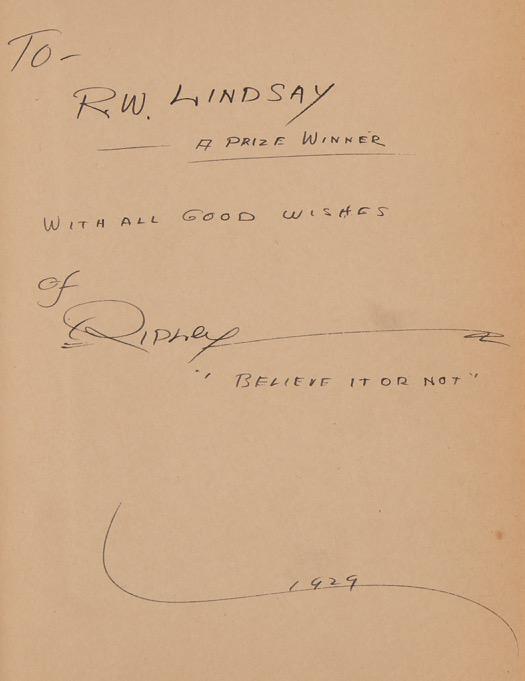 To-
R.W. LINDSAY
A PRIZE WINNER
WITH ALL GOOD WISHES
of
RIPLEY
"BELIEVE IT OR NOT"
1929